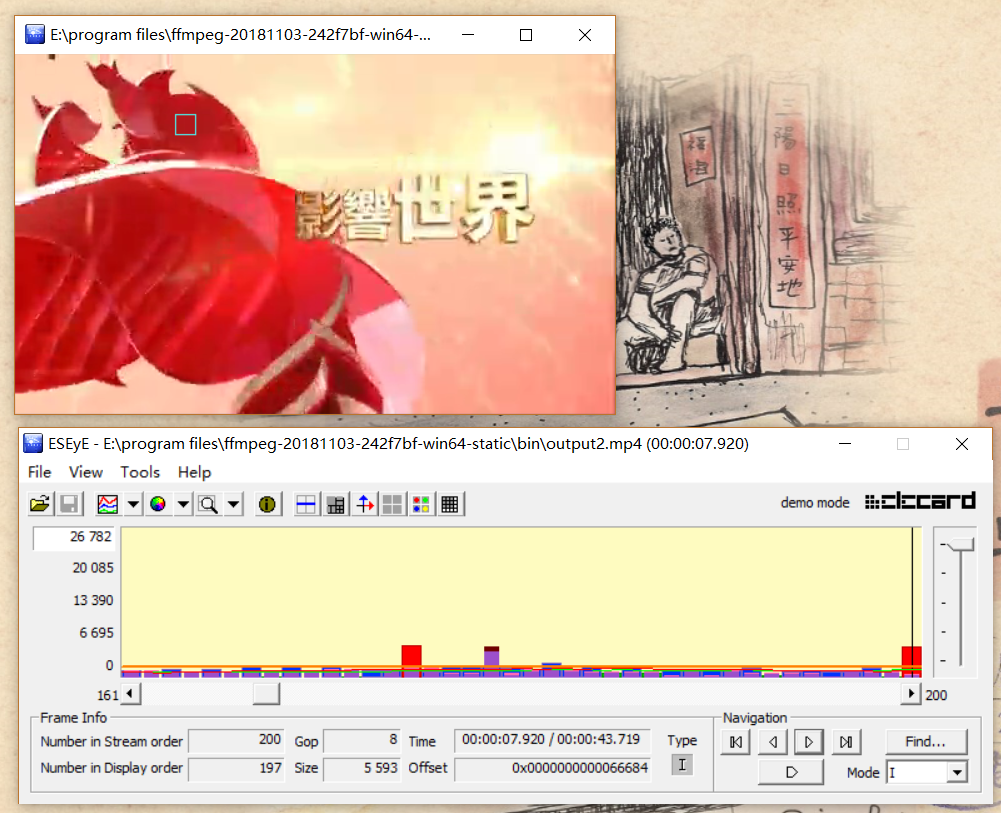 E:\program files\ffmpeg-20181103-242f7bf-win64-...
影響世界
福
三陽日照平安地
ESEyE - E:\program files\ffmpeg-20181103-242f7bf-win64-static\bin\output2.mp4 (00:00:07.920)
File View Tools Help
demo mode elecard
26 782
20 085
13 390
6 695
0
161 200
Frame Info
Number in Stream order 200 Gop 8 Time 00:00:07.920 / 00:00:43.719 Type
Number in Display order 197 Size 5 593 Offset 0x0000000000066684 I
Navigation
Find...
Mode I